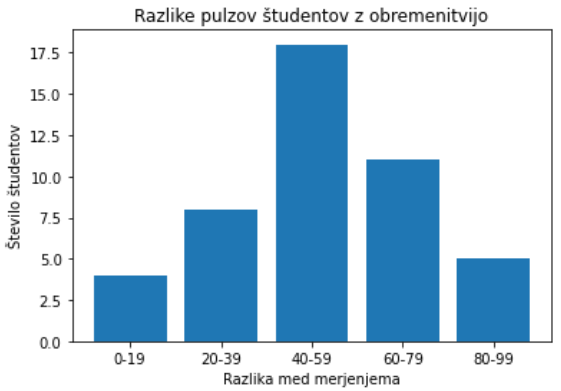 Razlike pulzov študentov z obremenitvijo
Število študentov
17.5
15.0
12.5
10.0
7.5
5.0
2.5
0.0
0-19 20-39 40-59 60-79 80-99
Razlika med merjenjema